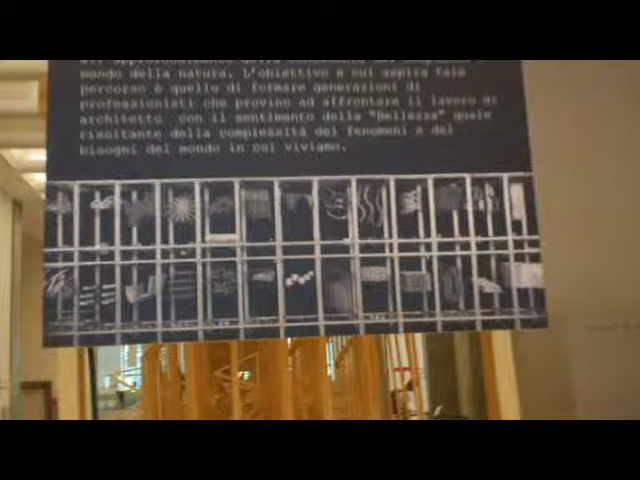 mondo della natura. L'obiettivo a cui aspira tale
percorso è quello di formare generazioni di
professionisti che provino ad affrontare il lavoro di
architetto con il sentimento della "Bellezza" quale
risultante della complessità dei fenomeni e dei
bisogni del mondo in cui viviamo.